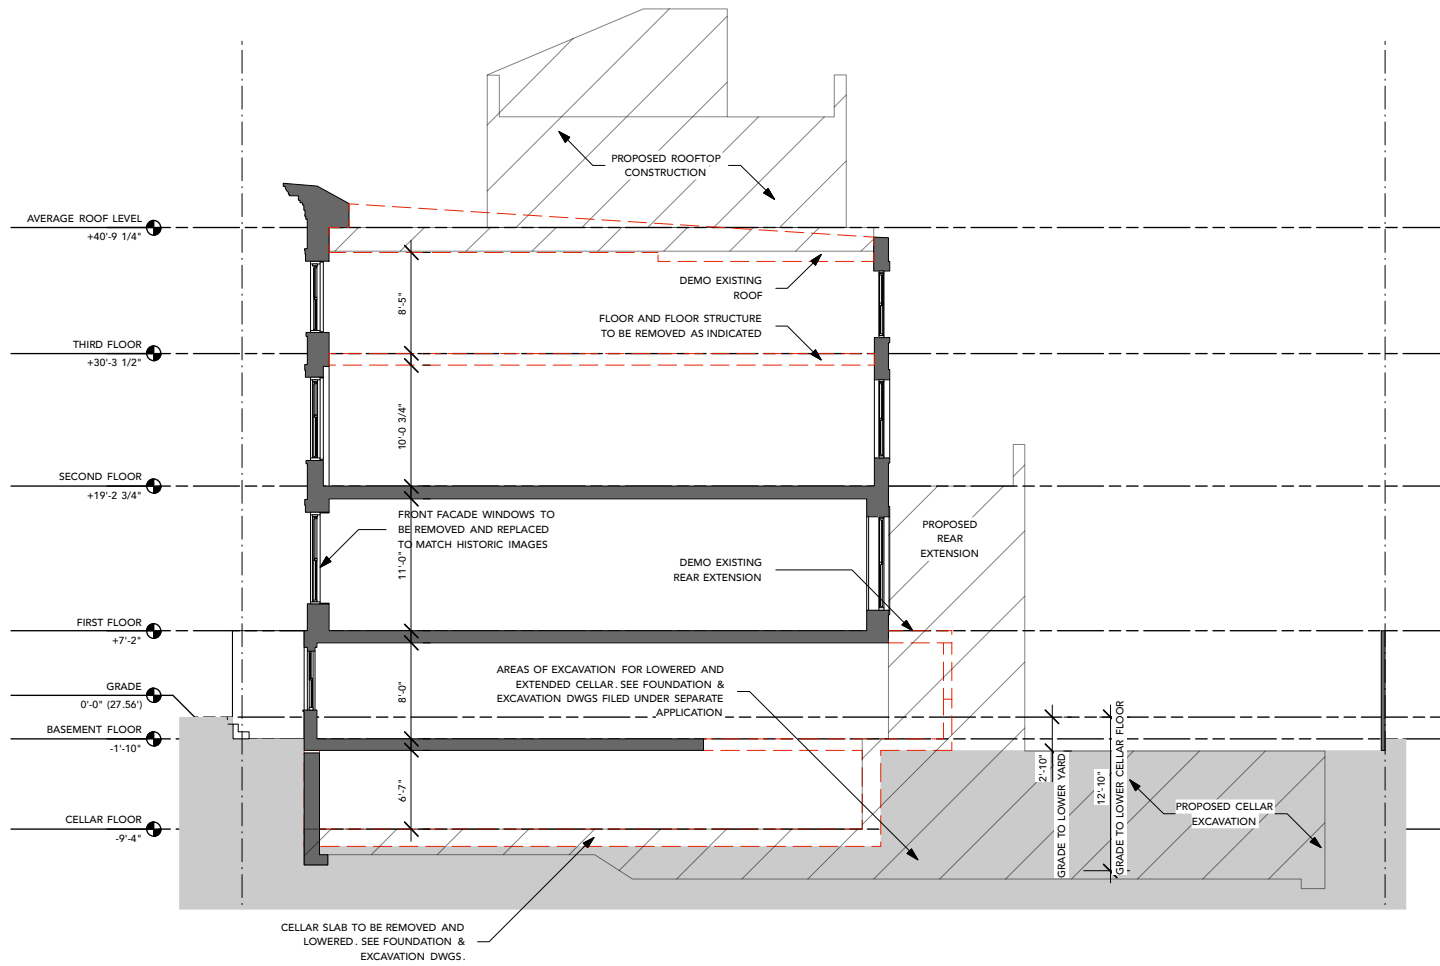 PROPOSED ROOFTOP
CONSTRUCTION
AVERAGE ROOF LEVEL
+40'-9 1/4"
DEMO EXISTING
ROOF
8'-5"
FLOOR AND FLOOR STRUCTURE
TO BE REMOVED AS INDICATED
THIRD FLOOR
+30'-3 1/2"
10'-0 3/4"
SECOND FLOOR
+19'-2 3/4"
FRONT FACADE WINDOWS TO
BE REMOVED AND REPLACED
TO MATCH HISTORIC IMAGES
11'-0"
PROPOSED
REAR
EXTENSION
DEMO EXISTING
REAR EXTENSION
FIRST FLOOR
+7'-2"
AREAS OF EXCAVATION FOR LOWERED AND
EXTENDED CELLAR. SEE FOUNDATION &
EXCAVATION DWGS FILED UNDER SEPARATE
APPLICATION
8'-0"
GRADE
0'-0" (27.56')
BASEMENT FLOOR
-1'-10"
6'-7"
2'-10"
GRADE TO LOWER YARD
12'-10"
GRADE TO LOWER CELLAR FLOOR
PROPOSED CELLAR
EXCAVATION
CELLAR FLOOR
-9'-4"
CELLAR SLAB TO BE REMOVED AND
LOWERED. SEE FOUNDATION &
EXCAVATION DWGS.